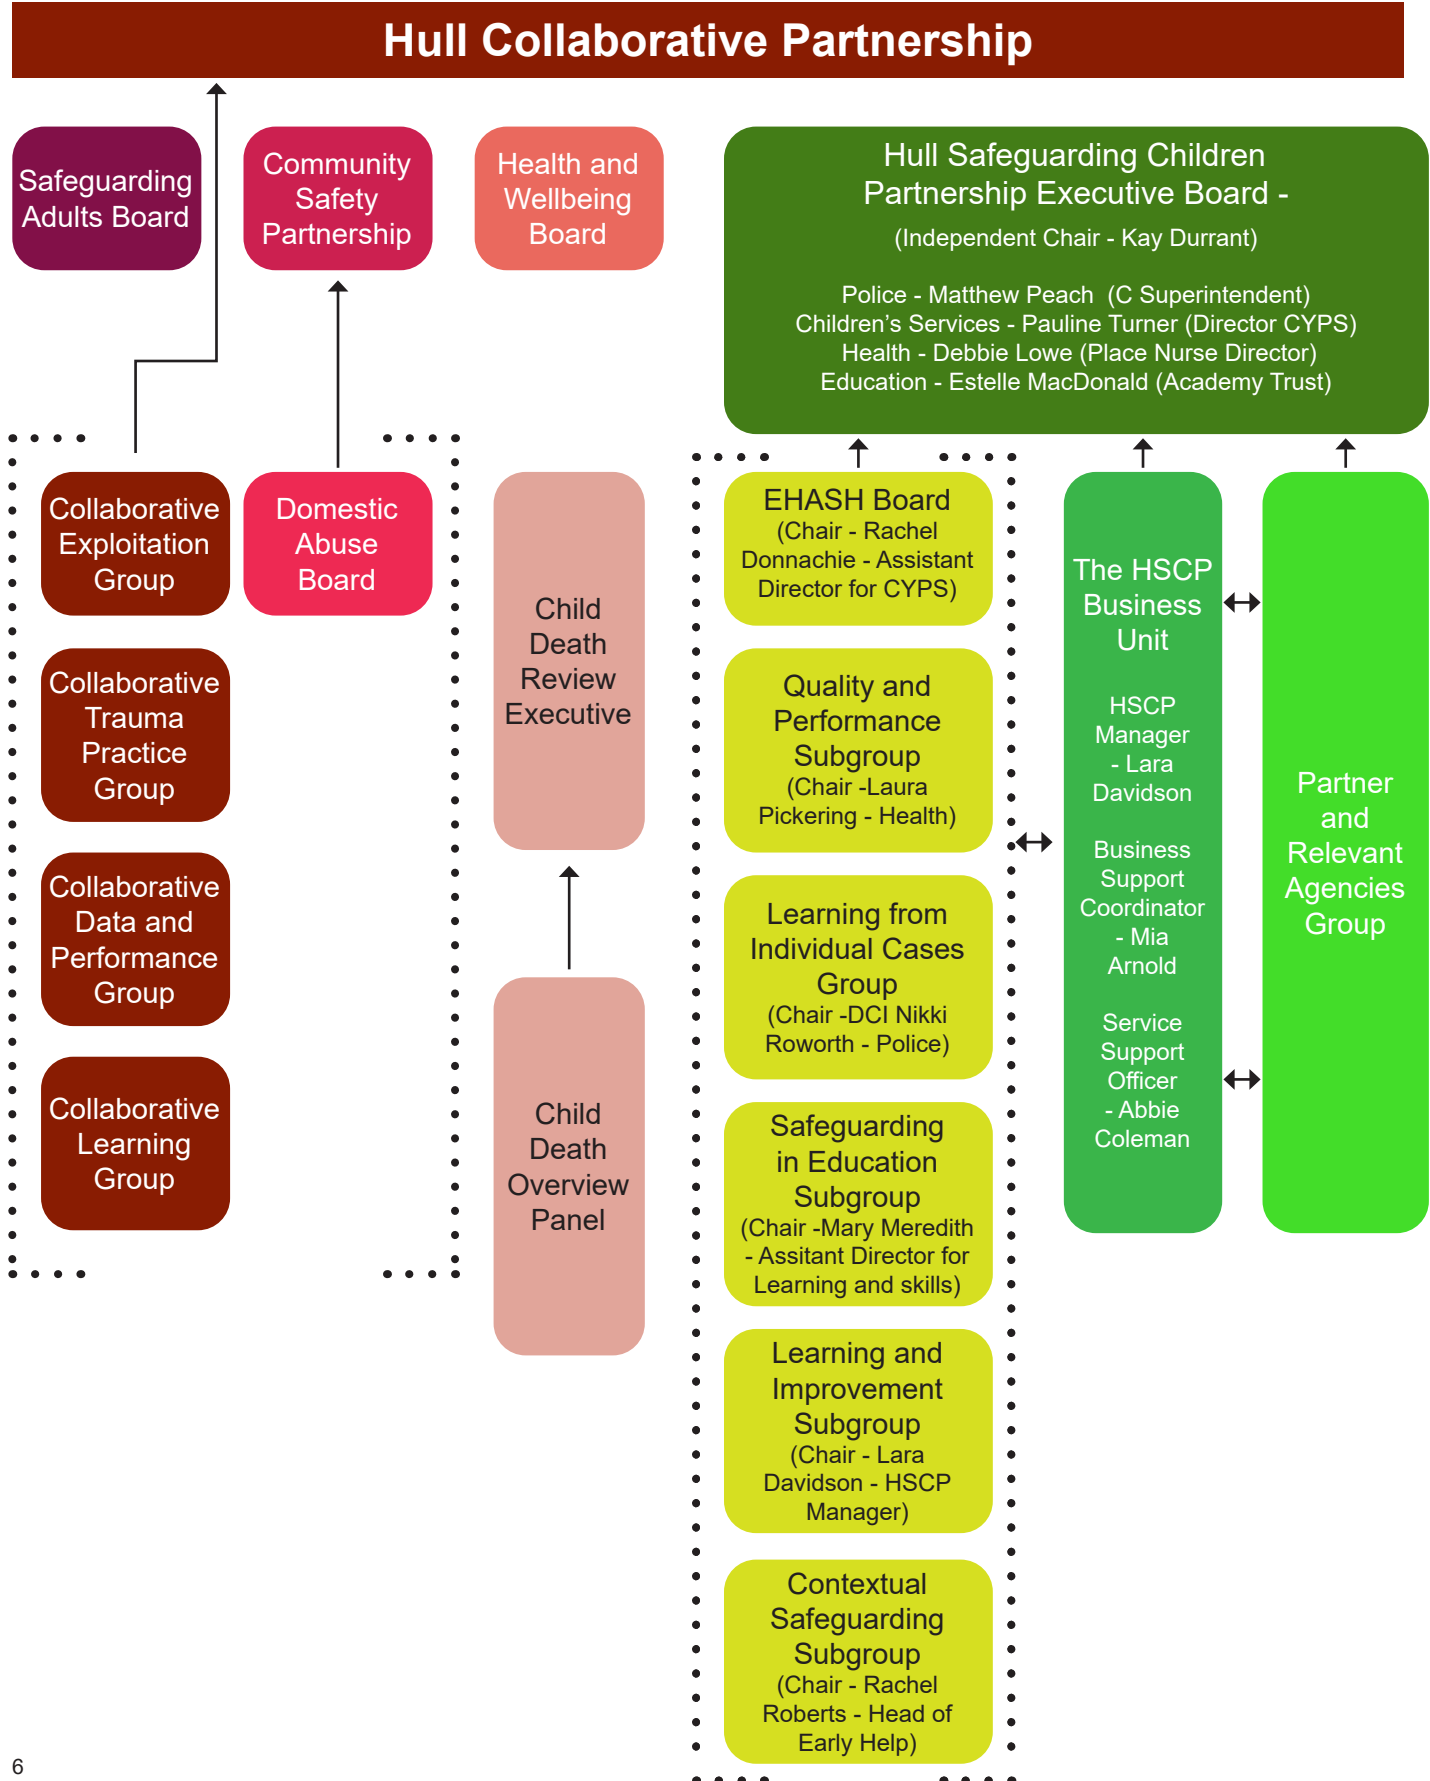 Hull Collaborative Partnership
Safeguarding
Adults Board
Community
Safety
Partnership
Health and
Wellbeing
Board
Hull Safeguarding Children
Partnership Executive Board -
(Independent Chair - Kay Durrant)
Police - Matthew Peach (C Superintendent)
Children’s Services - Pauline Turner (Director CYPS)
Health - Debbie Lowe (Place Nurse Director)
Education - Estelle MacDonald (Academy Trust)
Collaborative
Exploitation
Group
Domestic
Abuse
Board
Collaborative
Trauma
Practice
Group
Collaborative
Data and
Performance
Group
Collaborative
Learning
Group
Child
Death
Review
Executive
Child
Death
Overview
Panel
EHASH Board
(Chair - Rachel
Donnachie - Assistant
Director for CYPS)
Quality and
Performance
Subgroup
(Chair -Laura
Pickering - Health)
Learning from
Individual Cases
Group
(Chair -DCI Nikki
Roworth - Police)
Safeguarding
in Education
Subgroup
(Chair -Mary Meredith
- Assitant Director for
Learning and skills)
Learning and
Improvement
Subgroup
(Chair - Lara
Davidson - HSCP
Manager)
Contextual
Safeguarding
Subgroup
(Chair - Rachel
Roberts - Head of
Early Help)
The HSCP
Business
Unit
HSCP
Manager
- Lara
Davidson
Business
Support
Coordinator
- Mia
Arnold
Service
Support
Officer
- Abbie
Coleman
Partner
and
Relevant
Agencies
Group
6